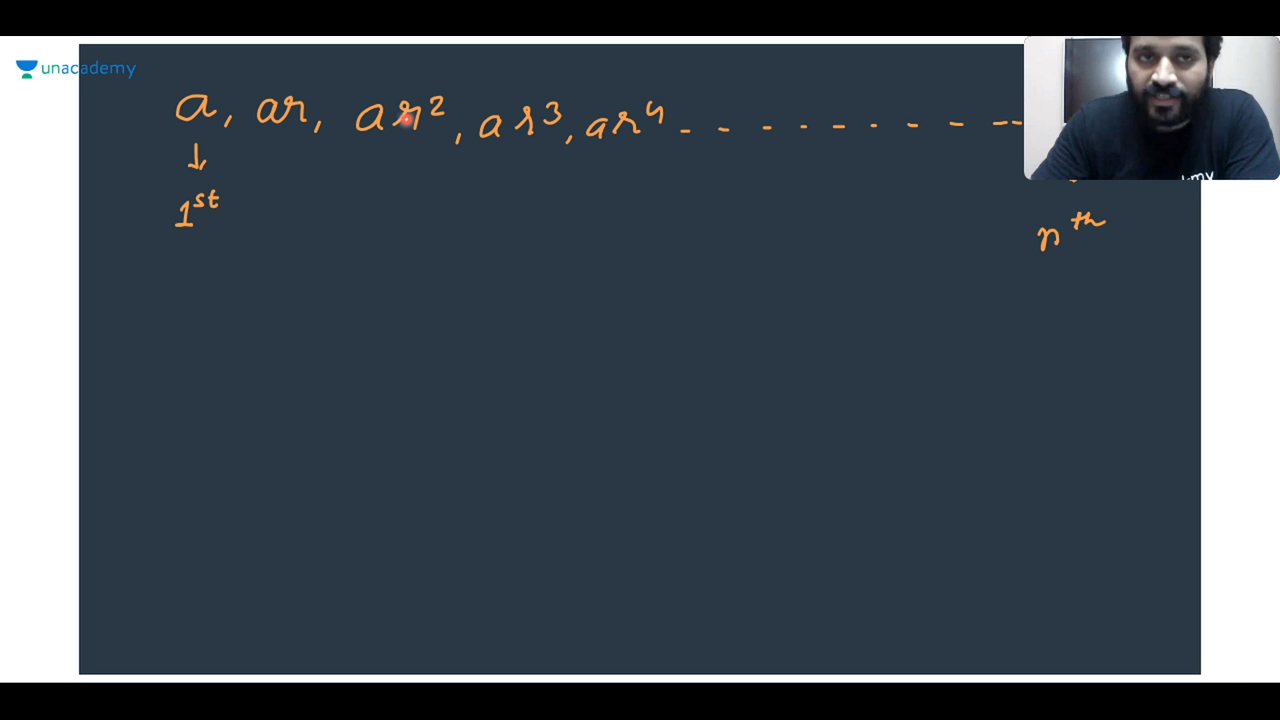 unacademy
a, ar, ar², ar³, ar⁴ - - - - - - - - - -
↓
1st
nth